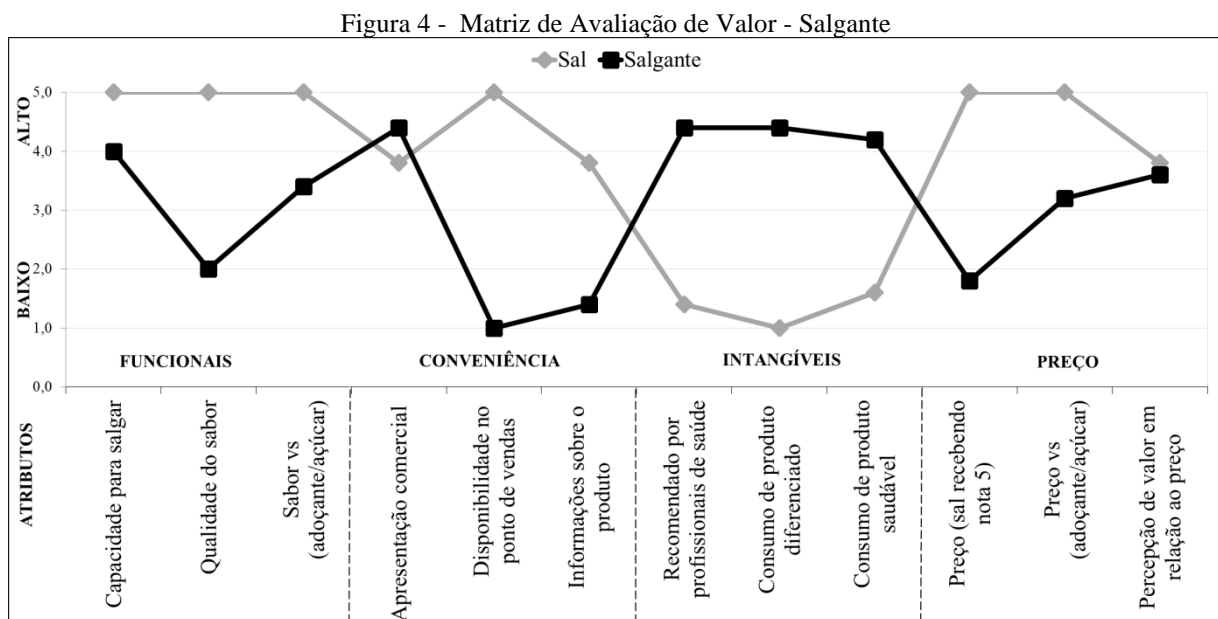 Figura 4 - Matriz de Avaliação de Valor - Salgante
Sal Salgante
ALTO
BAIXO
5,0
4,0
3,0
2,0
1,0
0,0
FUNCIONAIS
CONVENIÊNCIA
INTANGÍVEIS
PREÇO
ATRIBUTOS
Capacidade para salgar
Qualidade do sabor
Sabor vs
(adoçante/açúcar)
Apresentação comercial
Disponibilidade no
ponto de vendas
Informações sobre o
produto
Recomendado por
profissionais de saúde
Consumo de produto
diferenciado
Consumo de produto
saudável
Preço (sal recebendo
nota 5)
Preço vs
(adoçante/açúcar)
Percepção de valor em
relação ao preço